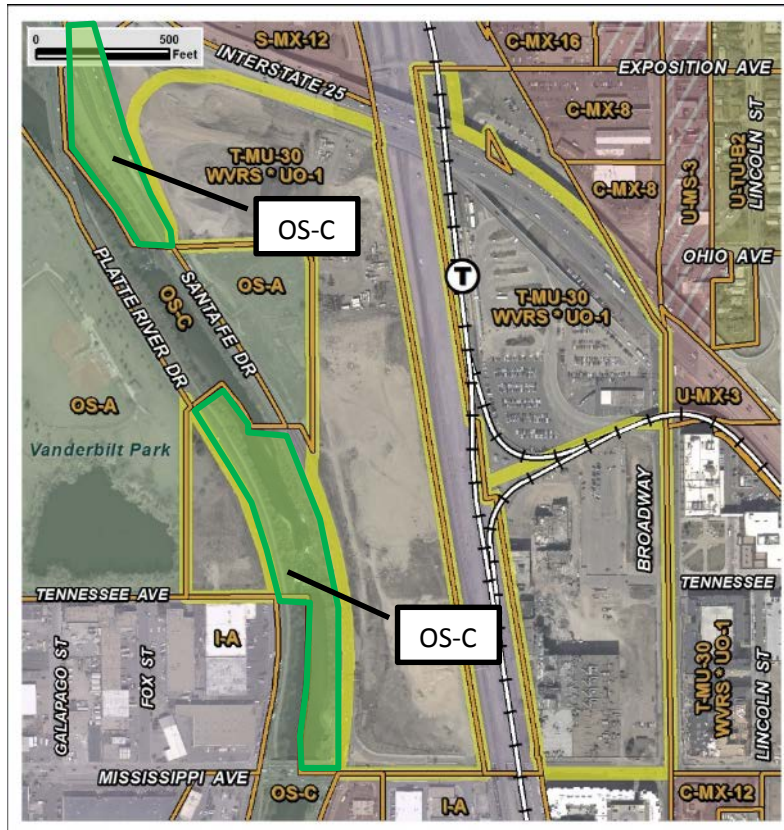 0 500
Feet
S-MX-12
C-MX-16
INTERSTATE 25
EXPOSITION AVE
C-MX-8
T-MU-30
WVRS * UO-1
C-MX-8
U-MS-3
U-TU-B2
LINCOLN ST
OS-C
OHIO AVE
PLATTE RIVER DR
OS-C
SANTA FE DR
OS-A
T
T-MU-30
WVRS * UO-1
OS-A
U-MX-3
Vanderbilt Park
BROADWAY
TENNESSEE AVE
TENNESSEE
OS-C
GALAPAGO ST
FOX ST
I-A
T-MU-30
WVRS * UO-1
LINCOLN ST
MISSISSIPPI AVE
OS-C
I-A
C-MX-12